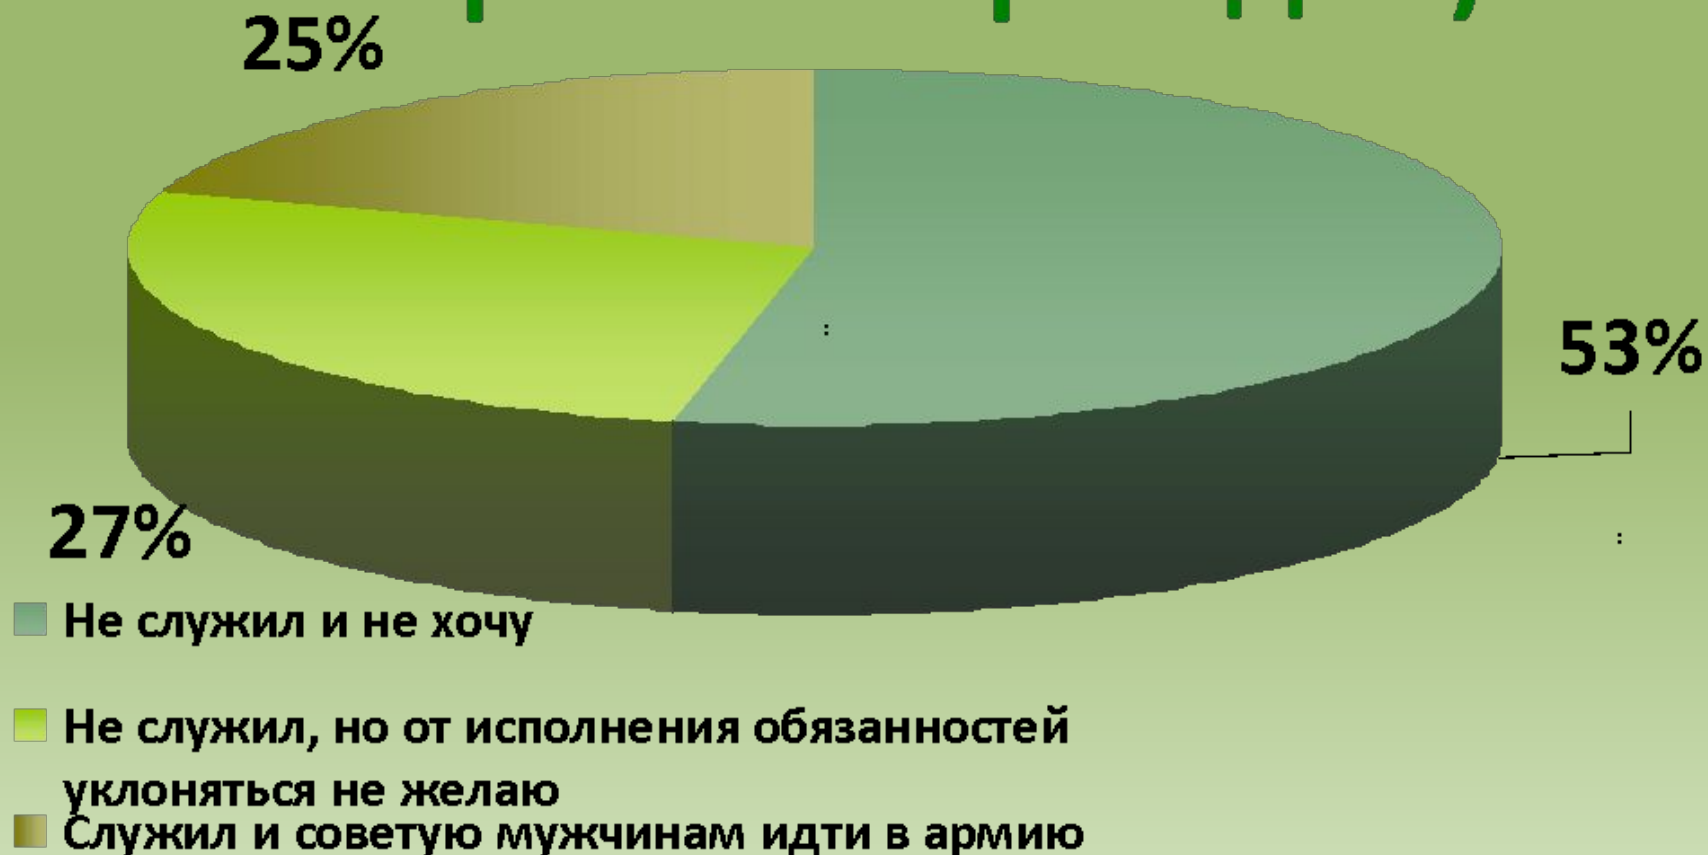 25%
53%
27%
Не служил и не хочу
Не служил, но от исполнения обязанностей
уклоняться не желаю
Служил и советую мужчинам идти в армию